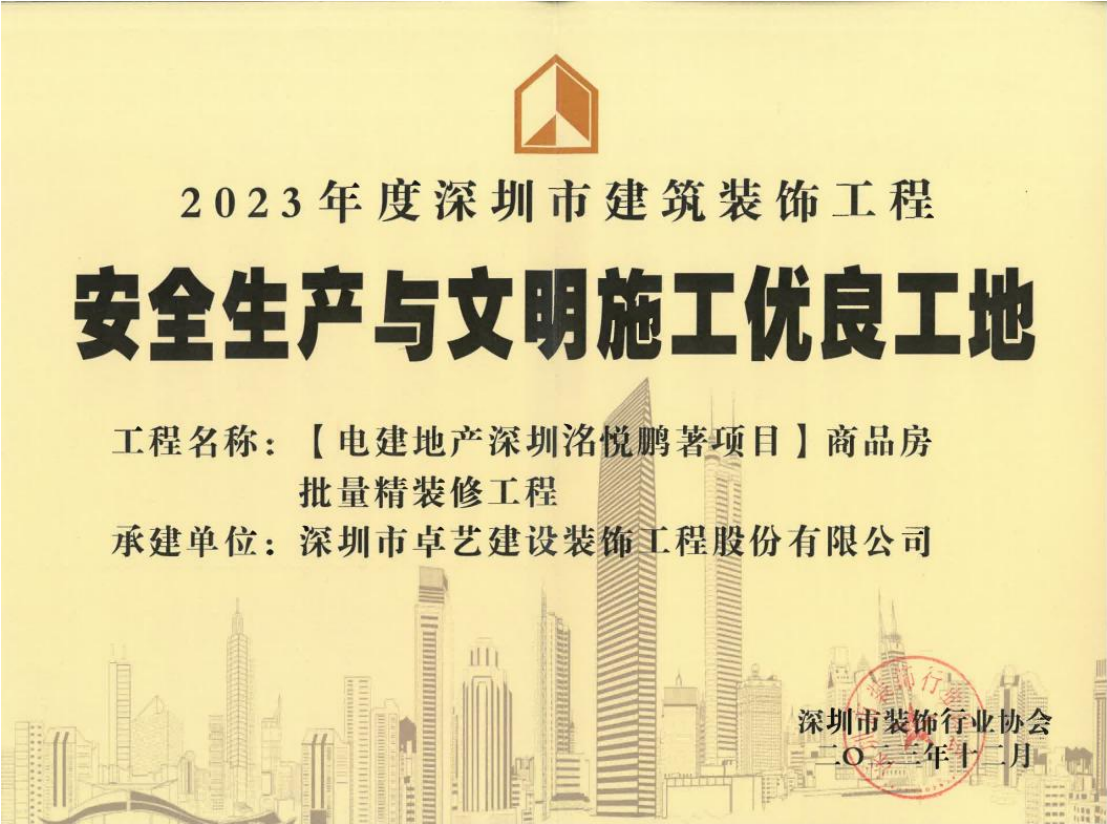 2023年度深圳市建筑装饰工程
安全生产与文明施工优良工地
工程名称：【电建地产深圳洺悦鹏著项目】商品房
批量精装修工程
承建单位：深圳市卓艺建设装饰工程股份有限公司
深圳市装饰行业协会
二〇二三年十二月